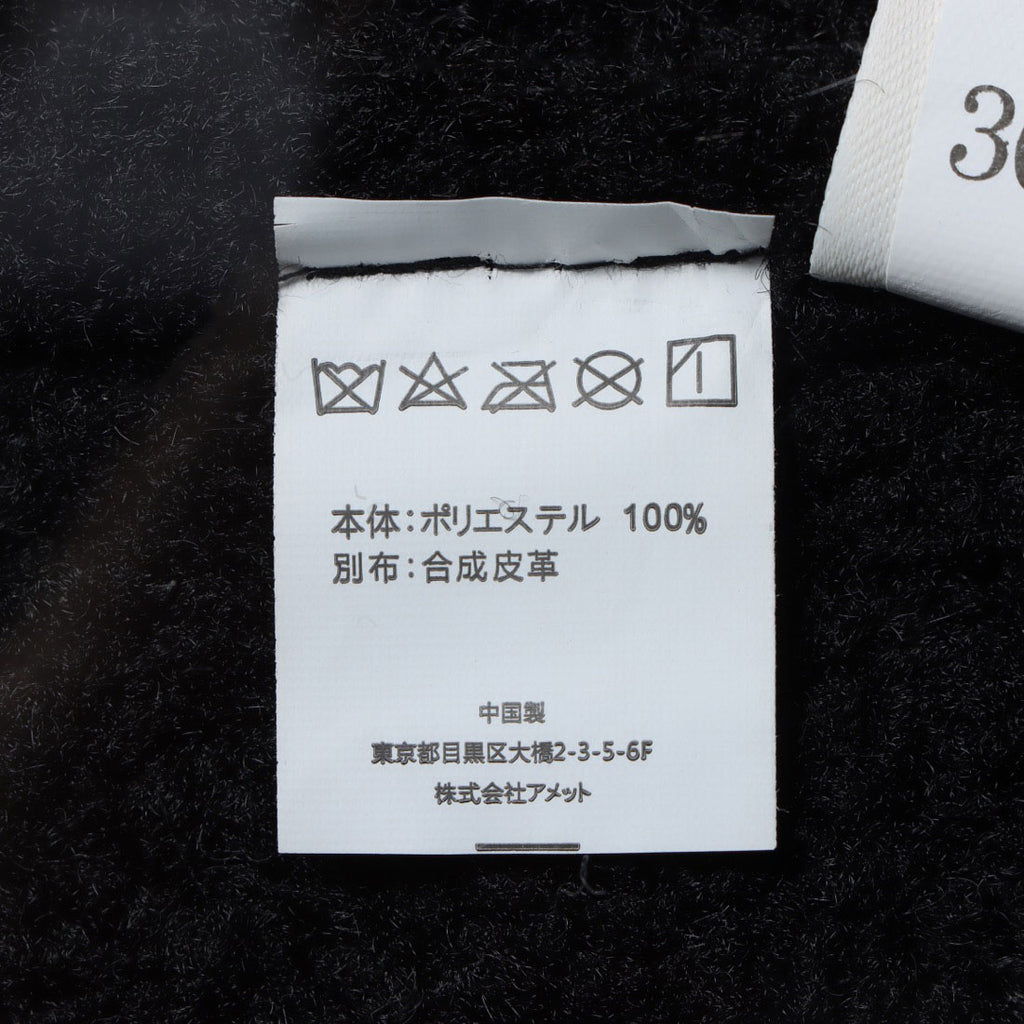 本体:ポリエステル 100%
別布:合成皮革
中国製
東京都目黒区大橋2-3-5-6F
株式会社アメット